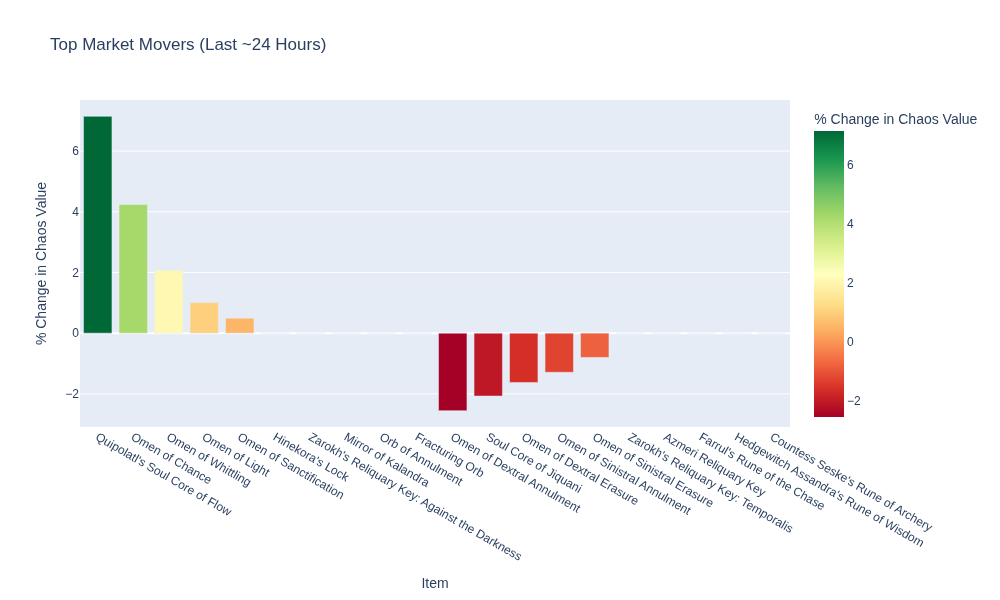 Top Market Movers (Last ~24 Hours)
% Change in Chaos Value
6
4
2
0
−2
Quipolatl's Soul Core of Flow
Omen of Chance
Omen of Whittling
Omen of Light
Omen of Sanctification
Hinekora's Lock
Zarokh's Reliquary Key: Against the Darkness
Mirror of Kalandra
Orb of Annulment
Fracturing Orb
Omen of Dextral Annulment
Soul Core of Jiquani
Omen of Dextral Erasure
Omen of Sinistral Annulment
Omen of Sinistral Erasure
Zarokh's Reliquary Key: Temporalis
Azmeri Reliquary Key
Farrul's Rune of the Chase
Hedgewitch Assandra's Rune of Wisdom
Countess Seske's Rune of Archery
Item
% Change in Chaos Value
6
4
2
0
−2